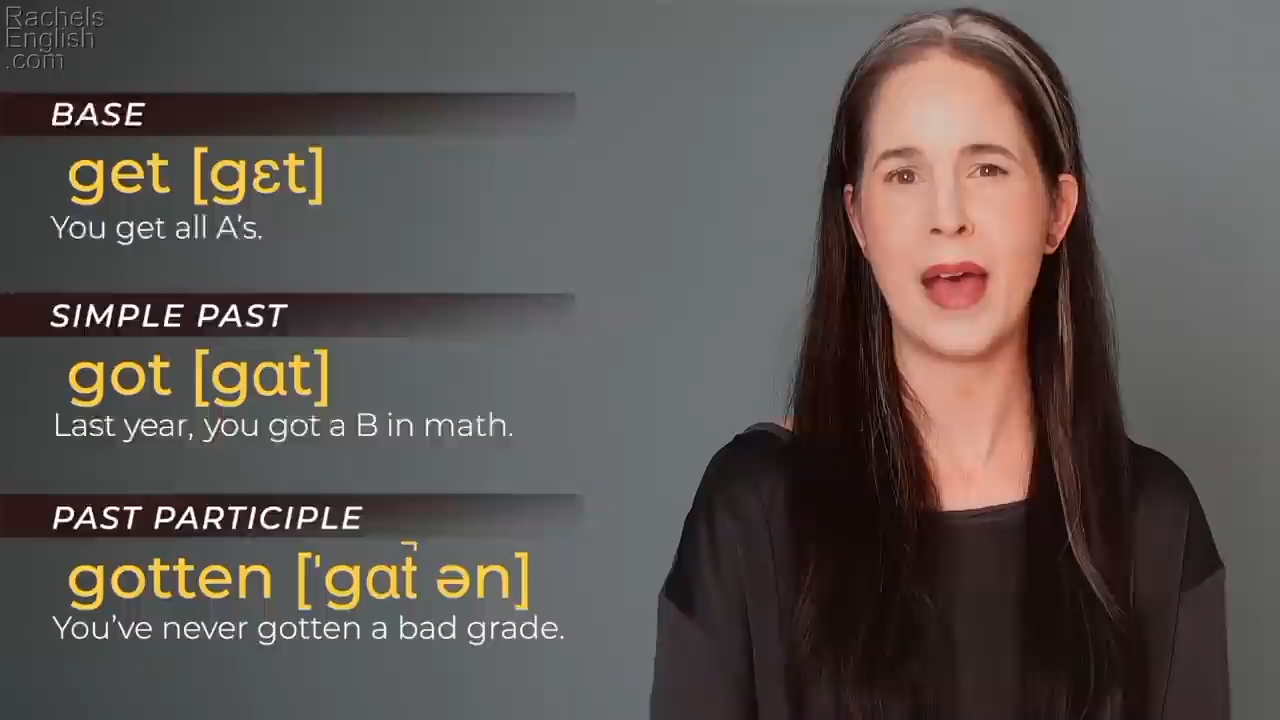 Rachels
English
.com
BASE
get [gɛt]
You get all A's.
SIMPLE PAST
got [gɑt]
Last year, you got a B in math.
PAST PARTICIPLE
gotten [ˈgɑt̚ ən]
You've never gotten a bad grade.